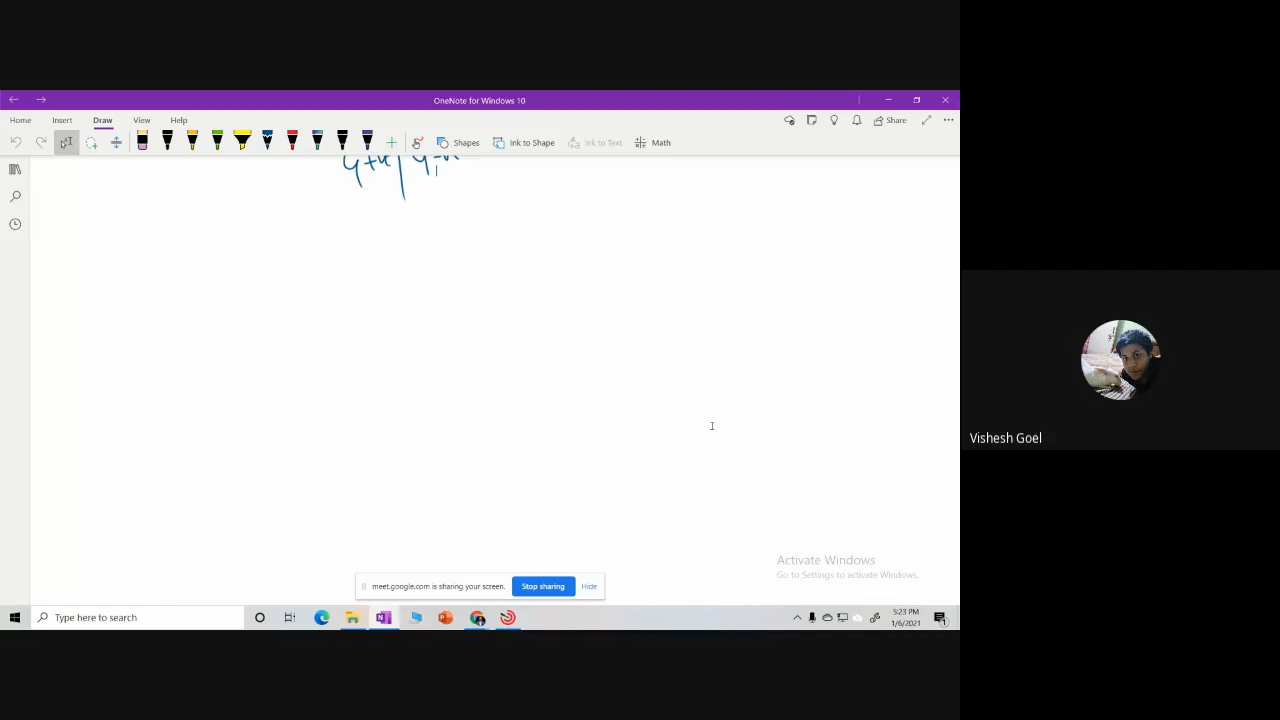 OneNote for Windows 10
Home Insert Draw View Help
Share
Shapes Ink to Shape Ink to Text Math
Vishesh Goel
Activate Windows
Go to Settings to activate Windows.
meet.google.com is sharing your screen. Stop sharing Hide
Type here to search
5:23 PM
1/6/2021